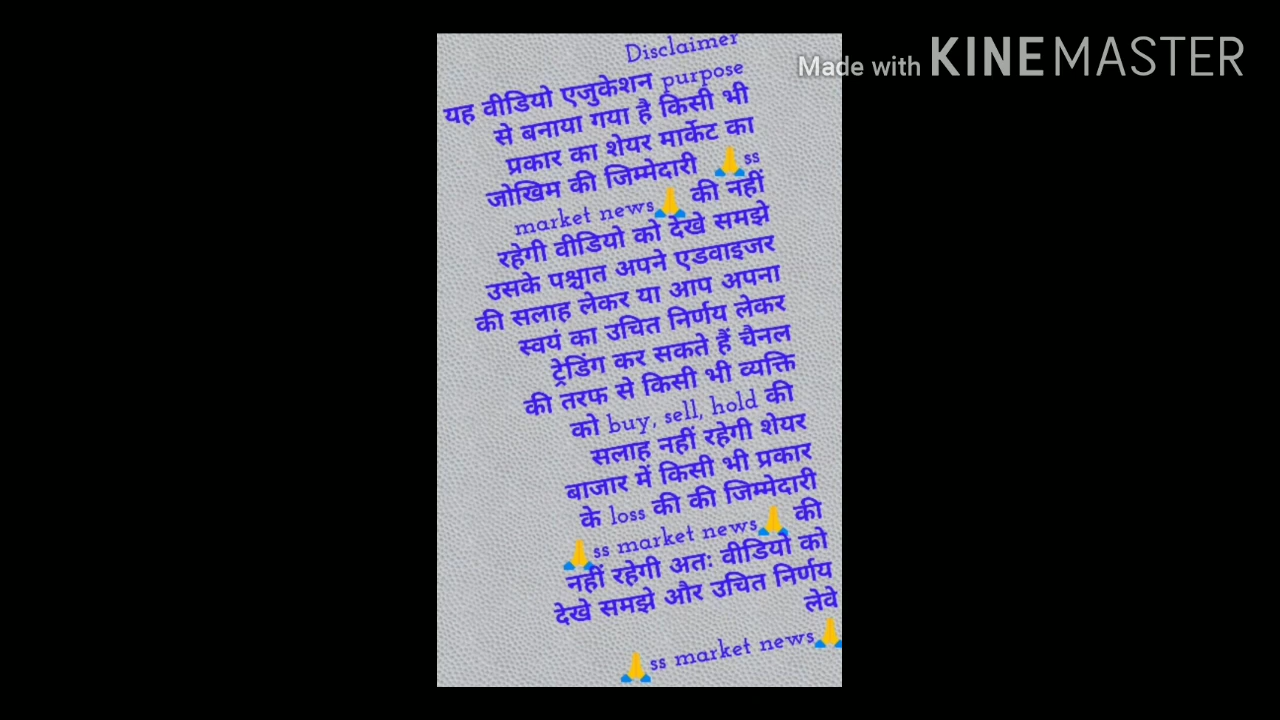 Disclaimer
Made with KINEMASTER
यह वीडियो एजुकेशन purpose
से बनाया गया है किसी भी
प्रकार का शेयर मार्केट का
जोखिम की जिम्मेदारी 🙏ss
market news🙏 की नहीं
रहेगी वीडियो को देखे समझे
उसके पश्चात अपने एडवाइजर
की सलाह लेकर या आप अपना
स्वयं का उचित निर्णय लेकर
ट्रेडिंग कर सकते हैं चैनल
की तरफ से किसी भी व्यक्ति
को buy, sell, hold की
सलाह नहीं रहेगी शेयर
बाजार में किसी भी प्रकार
के loss की की जिम्मेदारी
🙏ss market news🙏 की
नहीं रहेगी अतः वीडियो को
देखे समझे और उचित निर्णय
लेवे
🙏ss market news🙏